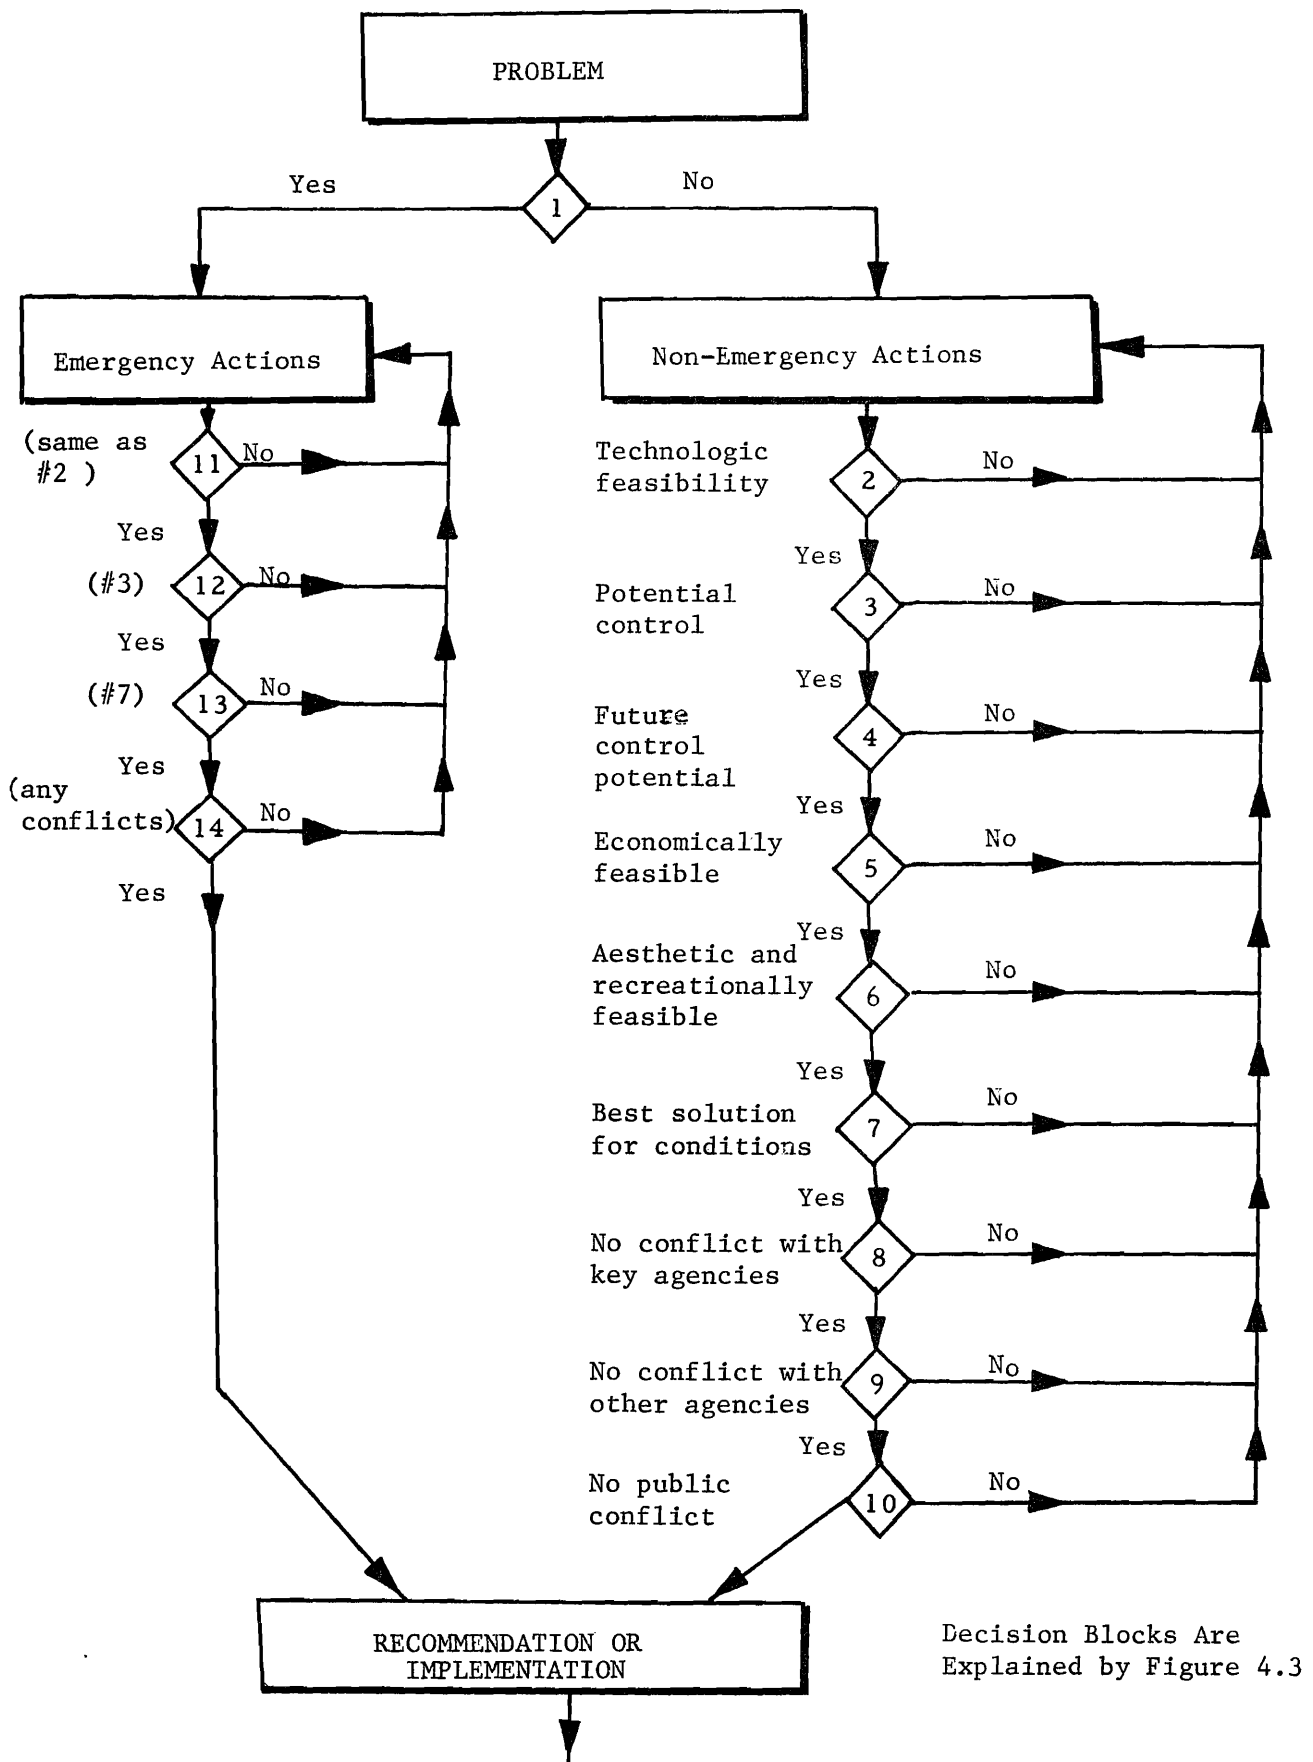 PROBLEM
Yes
No
1
Emergency Actions
(same as
#2 )
11
No
Yes
(#3)
12
No
Yes
(#7)
13
No
Yes
(any
conflicts)
14
No
Yes
Non-Emergency Actions
Technologic
feasibility
2
No
Yes
Potential
control
3
No
Yes
Future
control
potential
4
No
Yes
Economically
feasible
5
No
Yes
Aesthetic and
recreationally
feasible
6
No
Yes
Best solution
for conditions
7
No
Yes
No conflict with
key agencies
8
No
Yes
No conflict with
other agencies
9
No
Yes
No public
conflict
10
No
RECOMMENDATION OR
IMPLEMENTATION
Decision Blocks Are
Explained by Figure 4.3